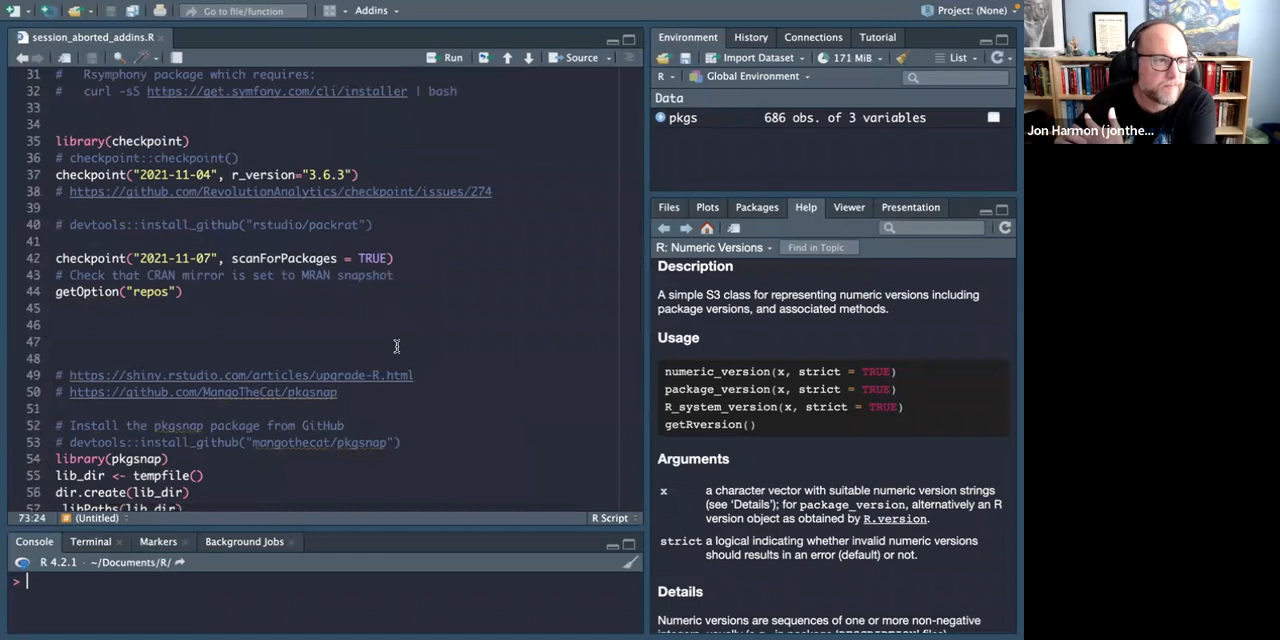 Go to file/function
Addins
Project: (None)
session_aborted_addins.R
Run
Source
31 # Rsymphony package which requires:
32 # curl -sS https://get.symfony.com/cli/installer | bash
33
34
35 library(checkpoint)
36 # checkpoint::checkpoint()
37 checkpoint("2021-11-04", r_version="3.6.3")
38 # https://github.com/RevolutionAnalytics/checkpoint/issues/274
39
40 # devtools::install_github("rstudio/packrat")
41
42 checkpoint("2021-11-07", scanForPackages = TRUE)
43 # Check that CRAN mirror is set to MRAN snapshot
44 getOption("repos")
45
46
47
48
49 # https://shiny.rstudio.com/articles/upgrade-R.html
50 # https://github.com/MangoTheCat/pkgsnap
51
52 # Install the pkgsnap package from GitHub
53 # devtools::install_github("mangothecat/pkgsnap")
54 library(pkgsnap)
55 lib_dir <- tempfile()
56 dir.create(lib_dir)
57 .libPaths(lib_dir)
73:24 (Untitled) R Script
Console Terminal Markers Background Jobs
R 4.2.1 · ~/Documents/R/
>
Environment History Connections Tutorial
Import Dataset 171 MiB List
R Global Environment
Data
pkgs 686 obs. of 3 variables
Files Plots Packages Help Viewer Presentation
R: Numeric Versions Find in Topic
Description
A simple S3 class for representing numeric versions including
package versions, and associated methods.
Usage
numeric_version(x, strict = TRUE)
package_version(x, strict = TRUE)
R_system_version(x, strict = TRUE)
getRversion()
Arguments
x a character vector with suitable numeric version strings
(see ‘Details’); for package_version, alternatively an R
version object as obtained by R.version.
strict a logical indicating whether invalid numeric versions
should results in an error (default) or not.
Details
Numeric versions are sequences of one or more non-negative
Jon Harmon (jonthe...